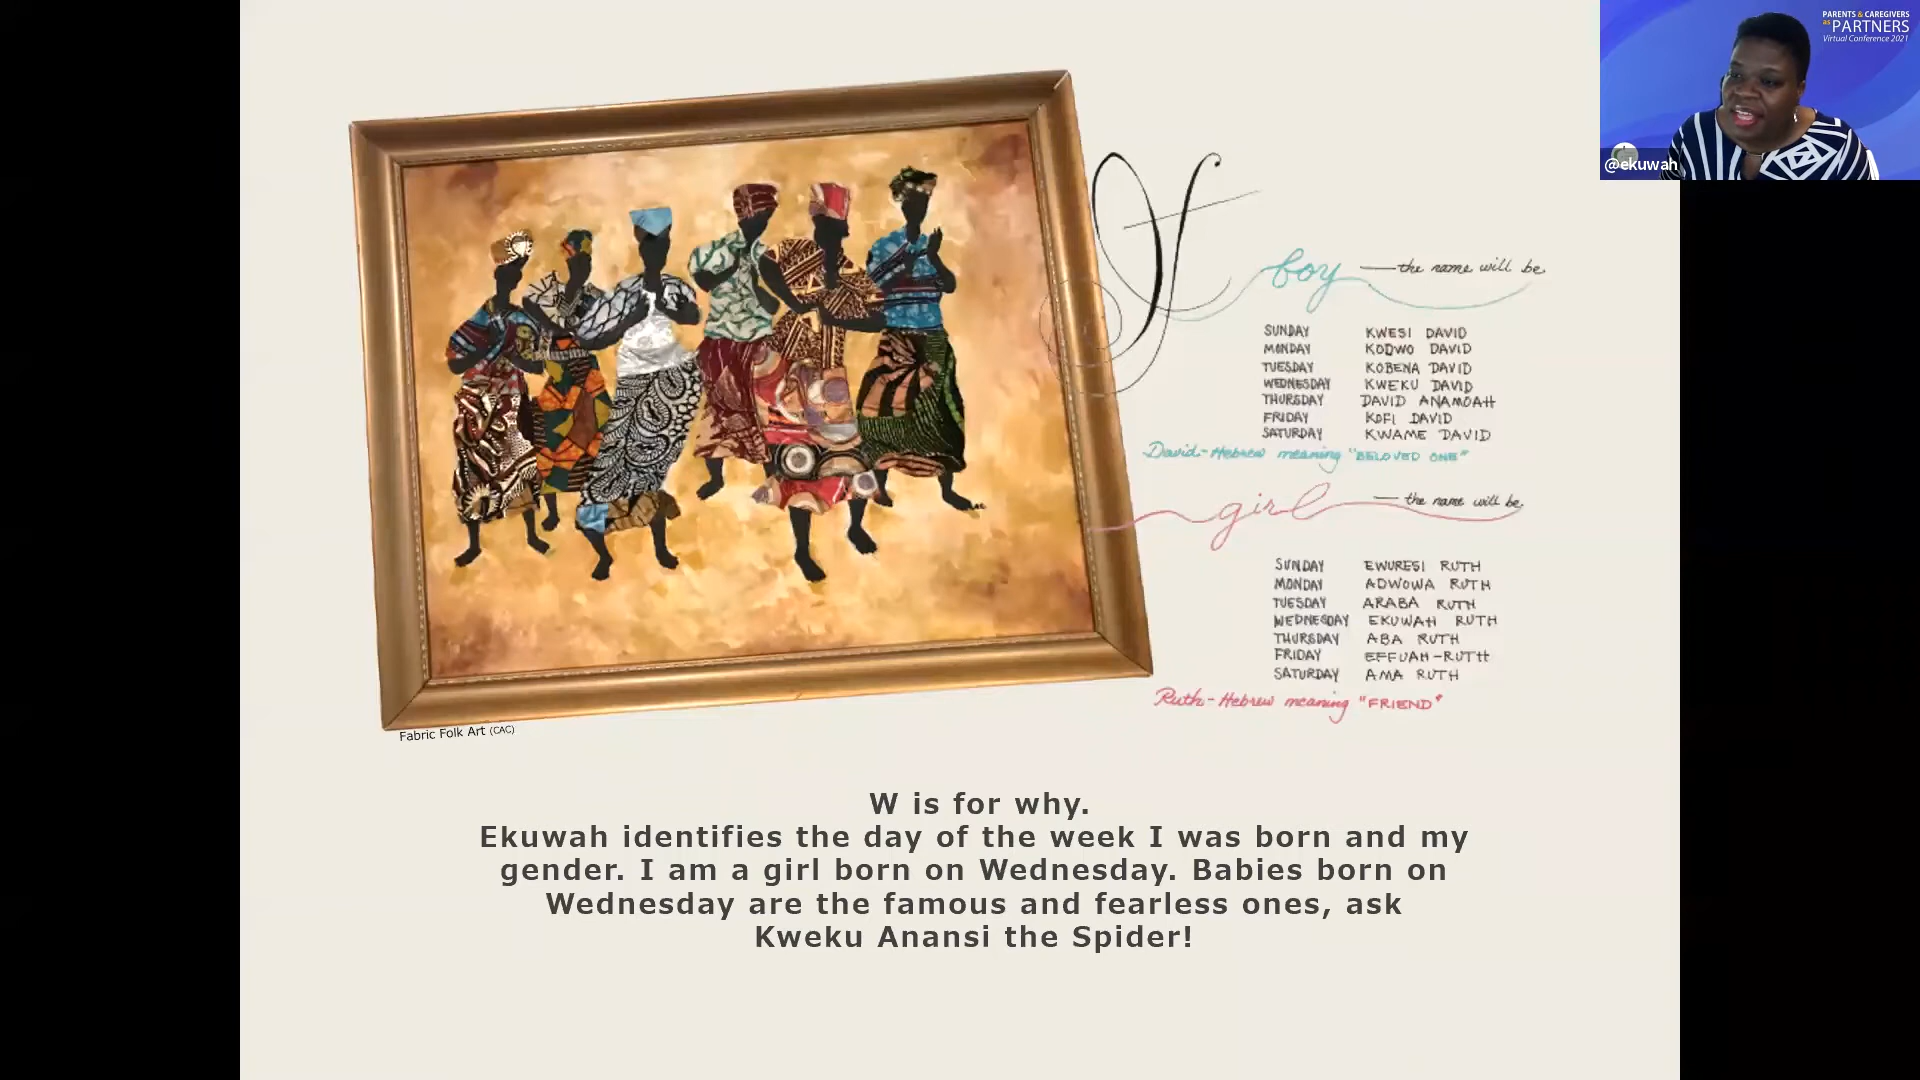 PARENTS & CAREGIVERS
as PARTNERS
Virtual Conference 2021
@ekuwah
If
boy — the name will be
SUNDAY KWESI DAVID
MONDAY KODWO DAVID
TUESDAY KOBENA DAVID
WEDNESDAY KWEKU DAVID
THURSDAY DAVID ANAMOAH
FRIDAY KOFI DAVID
SATURDAY KWAME DAVID
David - Hebrew meaning "BELOVED ONE"
girl — the name will be
SUNDAY EWURESI RUTH
MONDAY ADWOWA RUTH
TUESDAY ARABA RUTH
WEDNESDAY EKUWAH RUTH
THURSDAY ABA RUTH
FRIDAY EFFUAH-RUTH
SATURDAY AMA RUTH
Ruth - Hebrew meaning "FRIEND"
Fabric Folk Art (CAC)
W is for why.
Ekuwah identifies the day of the week I was born and my
gender. I am a girl born on Wednesday. Babies born on
Wednesday are the famous and fearless ones, ask
Kweku Anansi the Spider!